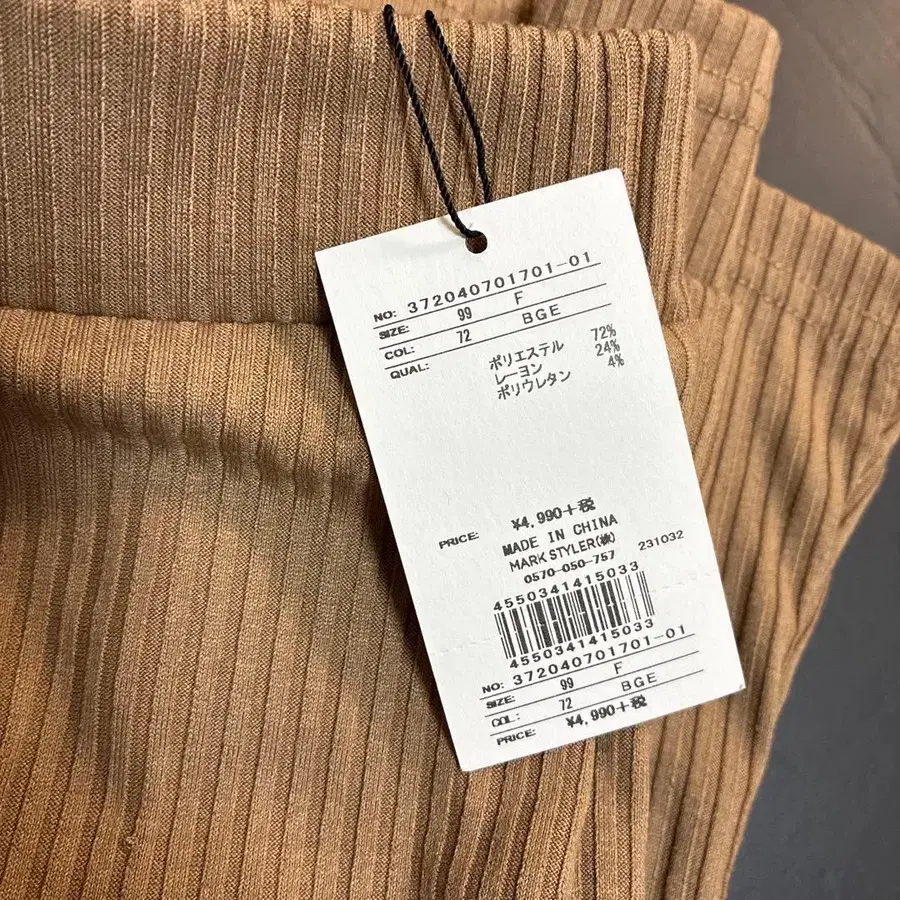 NO: 372040701701-01
SIZE: 99 F
COL: 72 BGE
QUAL: ポリエステル 72%
レーヨン 24%
ポリウレタン 4%
PRICE: ¥4,990+税
MADE IN CHINA
MARK STYLER(株)
0570-050-757 231032
4550341415033
4550341415033
NO: 372040701701-01
SIZE: 99 F
COL: 72 BGE
PRICE: ¥4,990+税